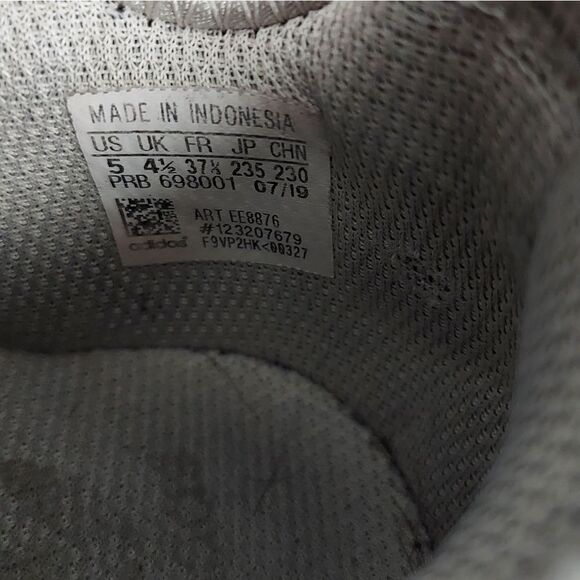 MADE IN INDONESIA
US UK FR JP CHN
5 4½ 37⅓ 235 230
PRB 698001 07/19
ART EE8876
#123207679
adidas F9VP2HK<00327